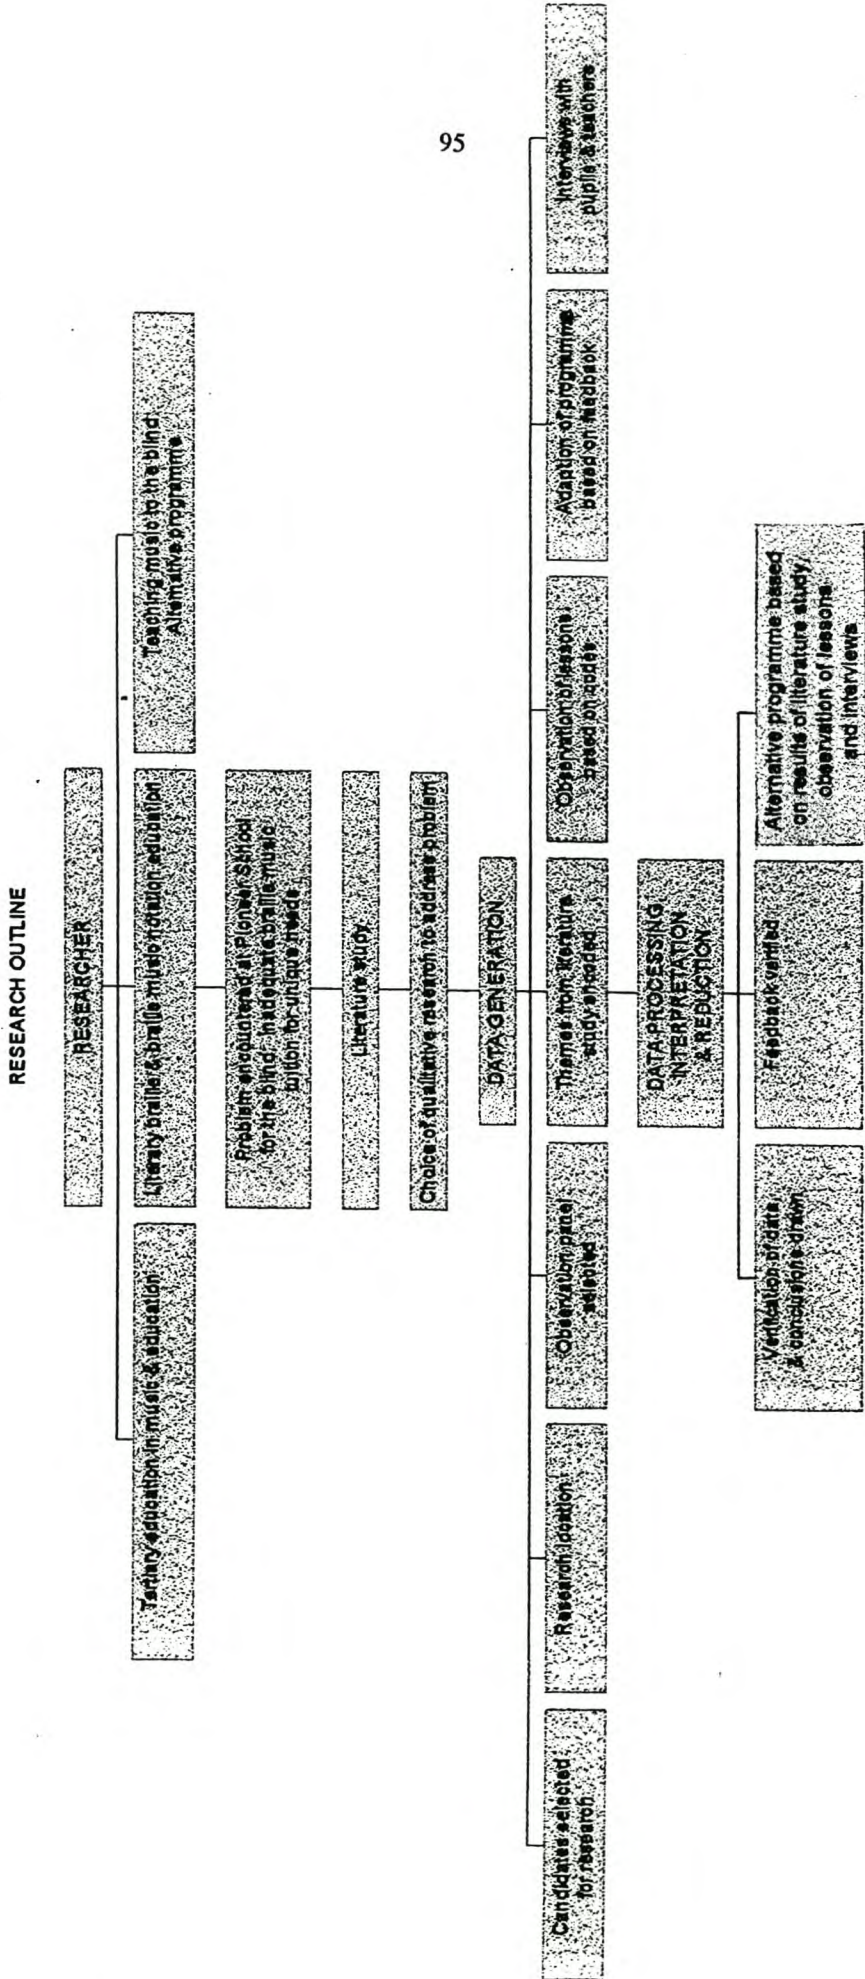 95
RESEARCH OUTLINE
RESEARCHER
Tertiary education in music & education
Literary braille & braille music notation education
Teaching music to the blind:
Alternative programme
Problem encountered at Pioneer School
for the blind: inadequate braille music
tuition for unique needs
Literature study
Choice of qualitative research to address problem
DATA GENERATION
Candidates selected
for research
Research location
Observation panel
selected
Themes from literature
study encoded
Observation of lessons
based on codes
Adaption of programme
based on feedback
Interviews with
pupils & teachers
DATA PROCESSING
INTERPRETATION
& REDUCTION
Verification of data
& conclusions drawn
Feedback verified
Alternative programme based
on results of literature study,
observation of lessons
and interviews